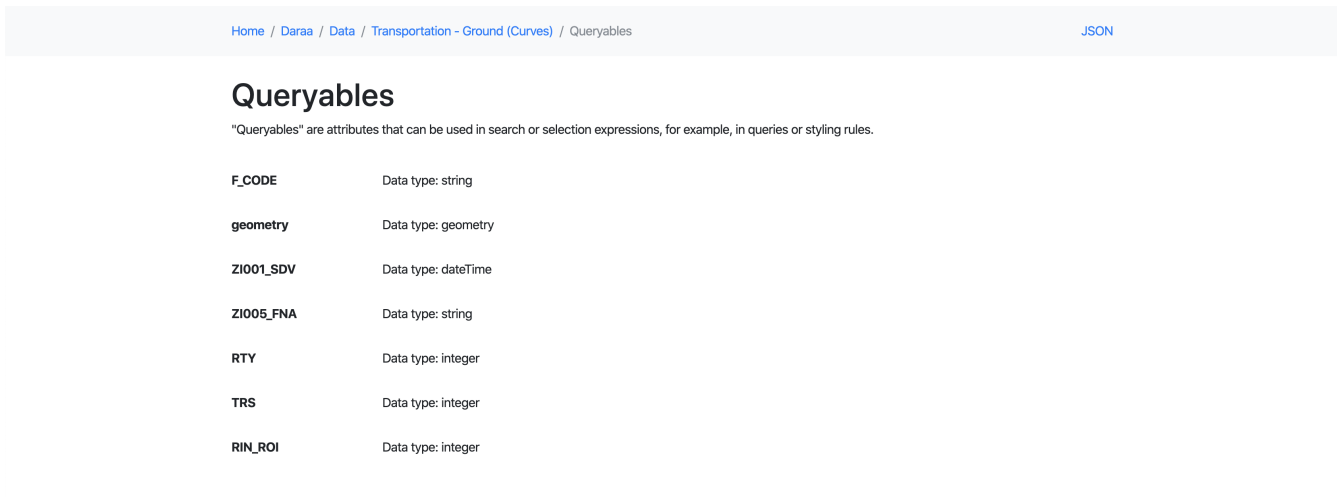 Home / Daraa / Data / Transportation - Ground (Curves) / Queryables JSON
Queryables
"Queryables" are attributes that can be used in search or selection expressions, for example, in queries or styling rules.
F_CODE Data type: string
geometry Data type: geometry
ZI001_SDV Data type: dateTime
ZI005_FNA Data type: string
RTY Data type: integer
TRS Data type: integer
RIN_ROI Data type: integer